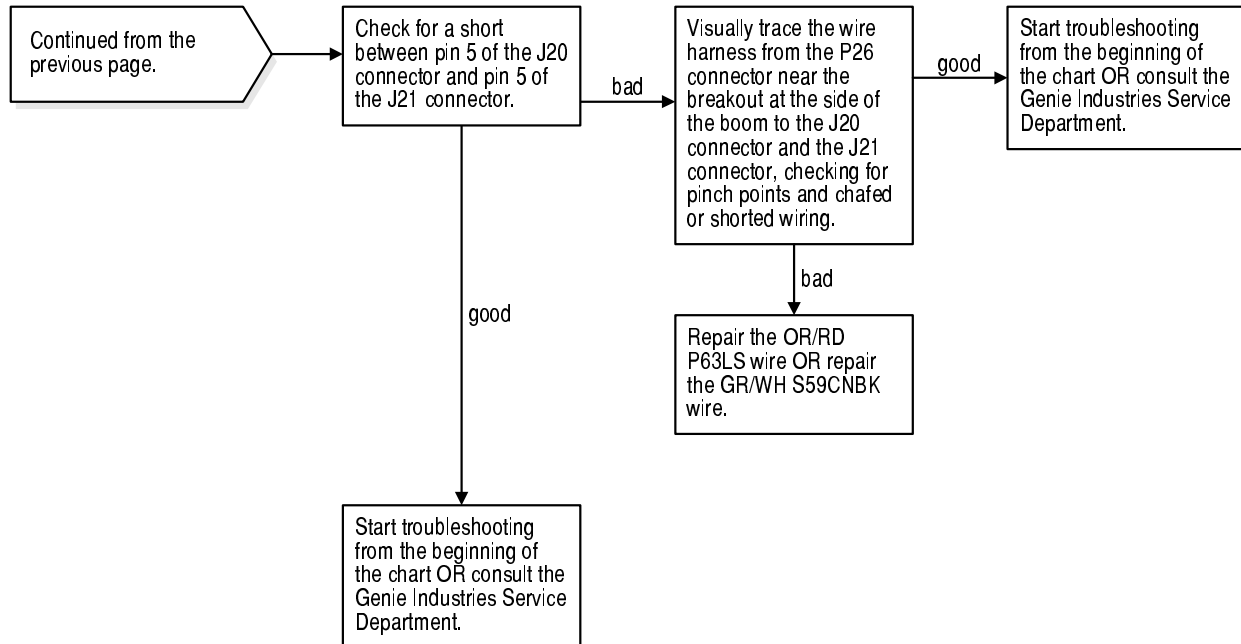 Continued from the
previous page.
Check for a short
between pin 5 of the J20
connector and pin 5 of
the J21 connector.
bad
Visually trace the wire
harness from the P26
connector near the
breakout at the side of
the boom to the J20
connector and the J21
connector, checking for
pinch points and chafed
or shorted wiring.
good
Start troubleshooting
from the beginning of
the chart OR consult the
Genie Industries Service
Department.
bad
Repair the OR/RD
P63LS wire OR repair
the GR/WH S59CNBK
wire.
good
Start troubleshooting
from the beginning of
the chart OR consult the
Genie Industries Service
Department.